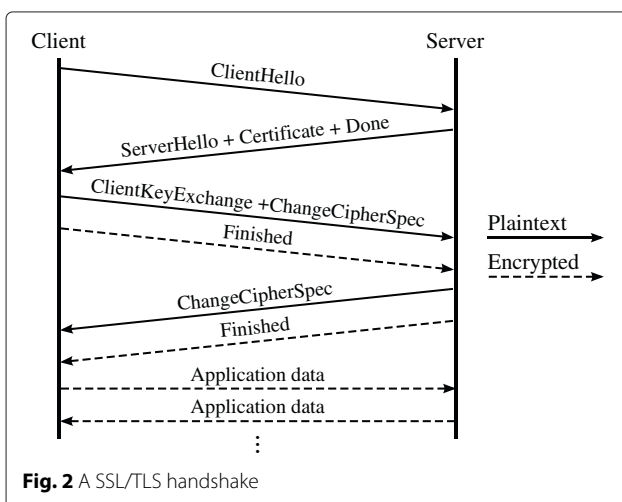 Client
Server
ClientHello
ServerHello + Certificate + Done
ClientKeyExchange +ChangeCipherSpec
Plaintext
Finished
Encrypted
ChangeCipherSpec
Finished
Application data
Application data
Fig. 2 A SSL/TLS handshake